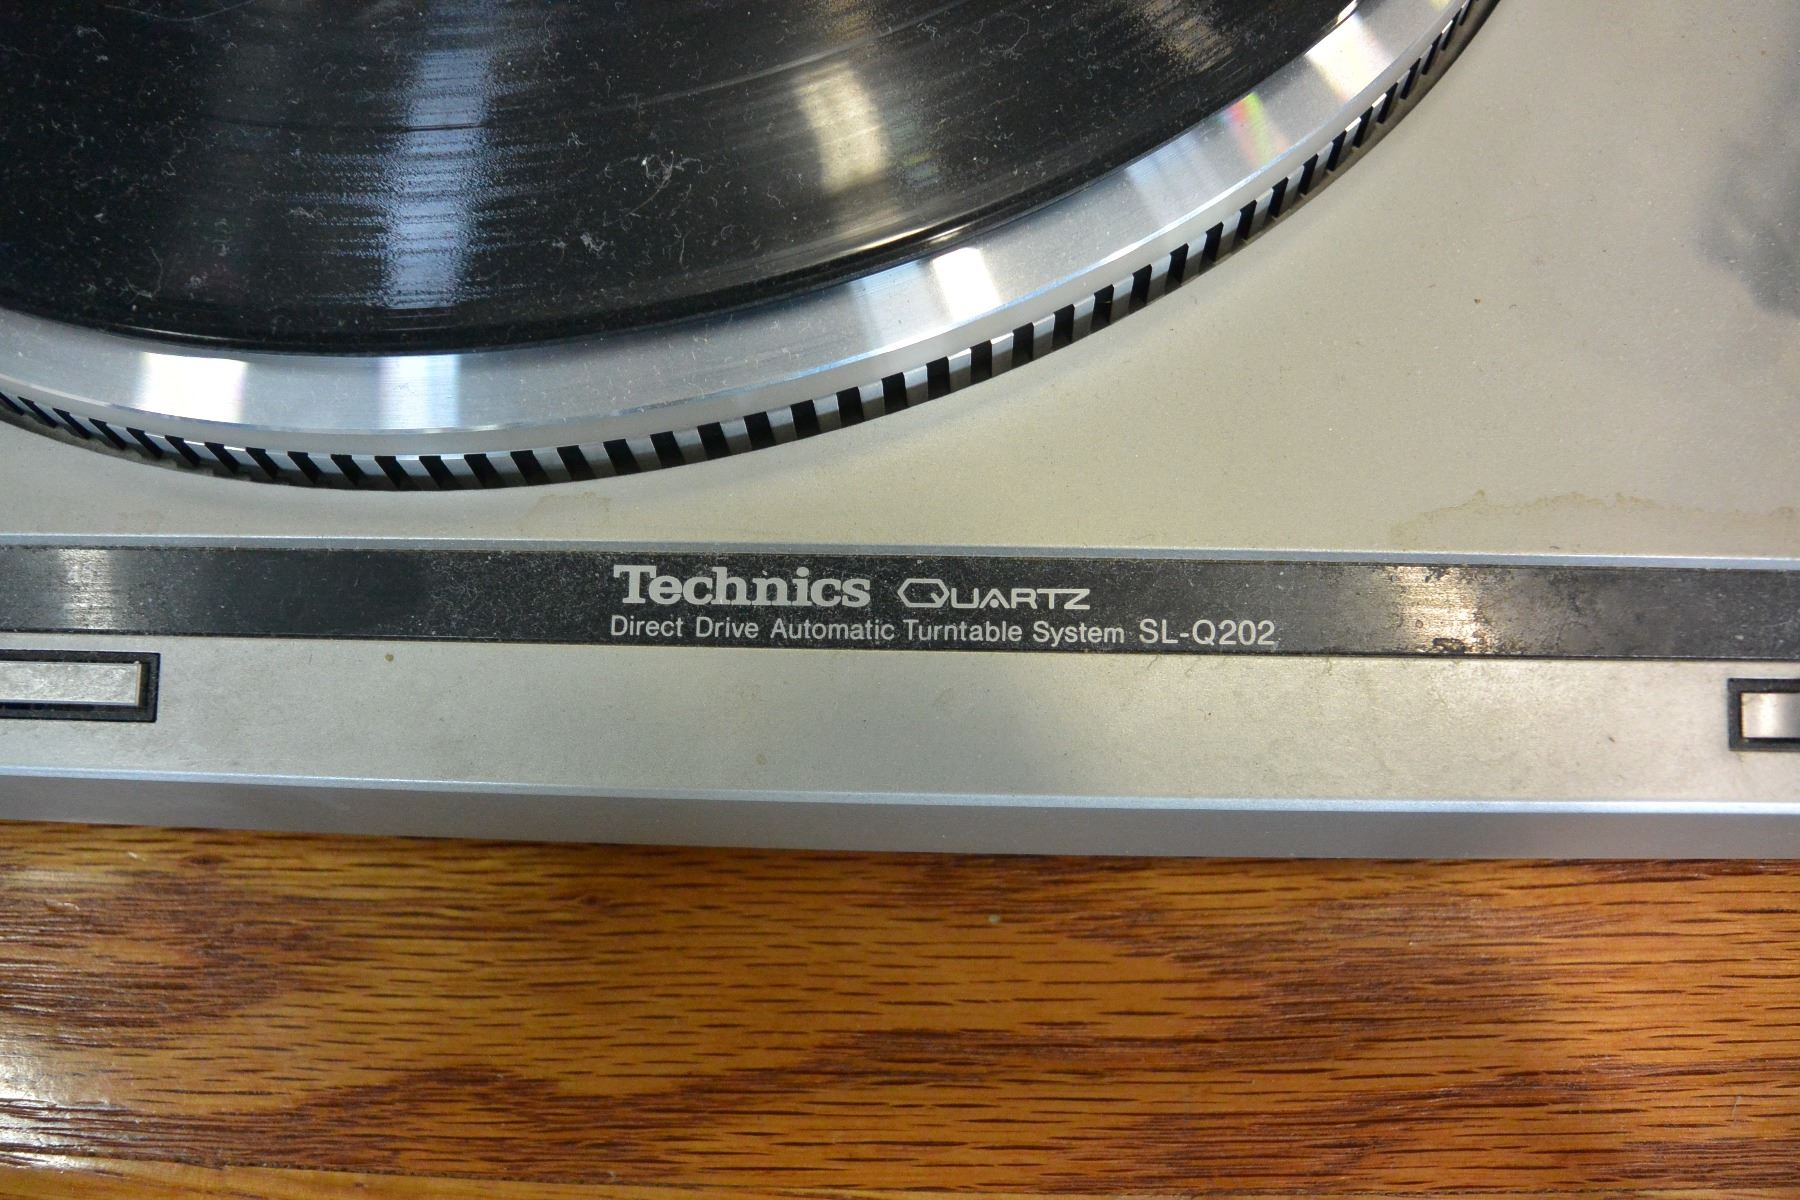 Technics QUARTZ
Direct Drive Automatic Turntable System SL-Q202